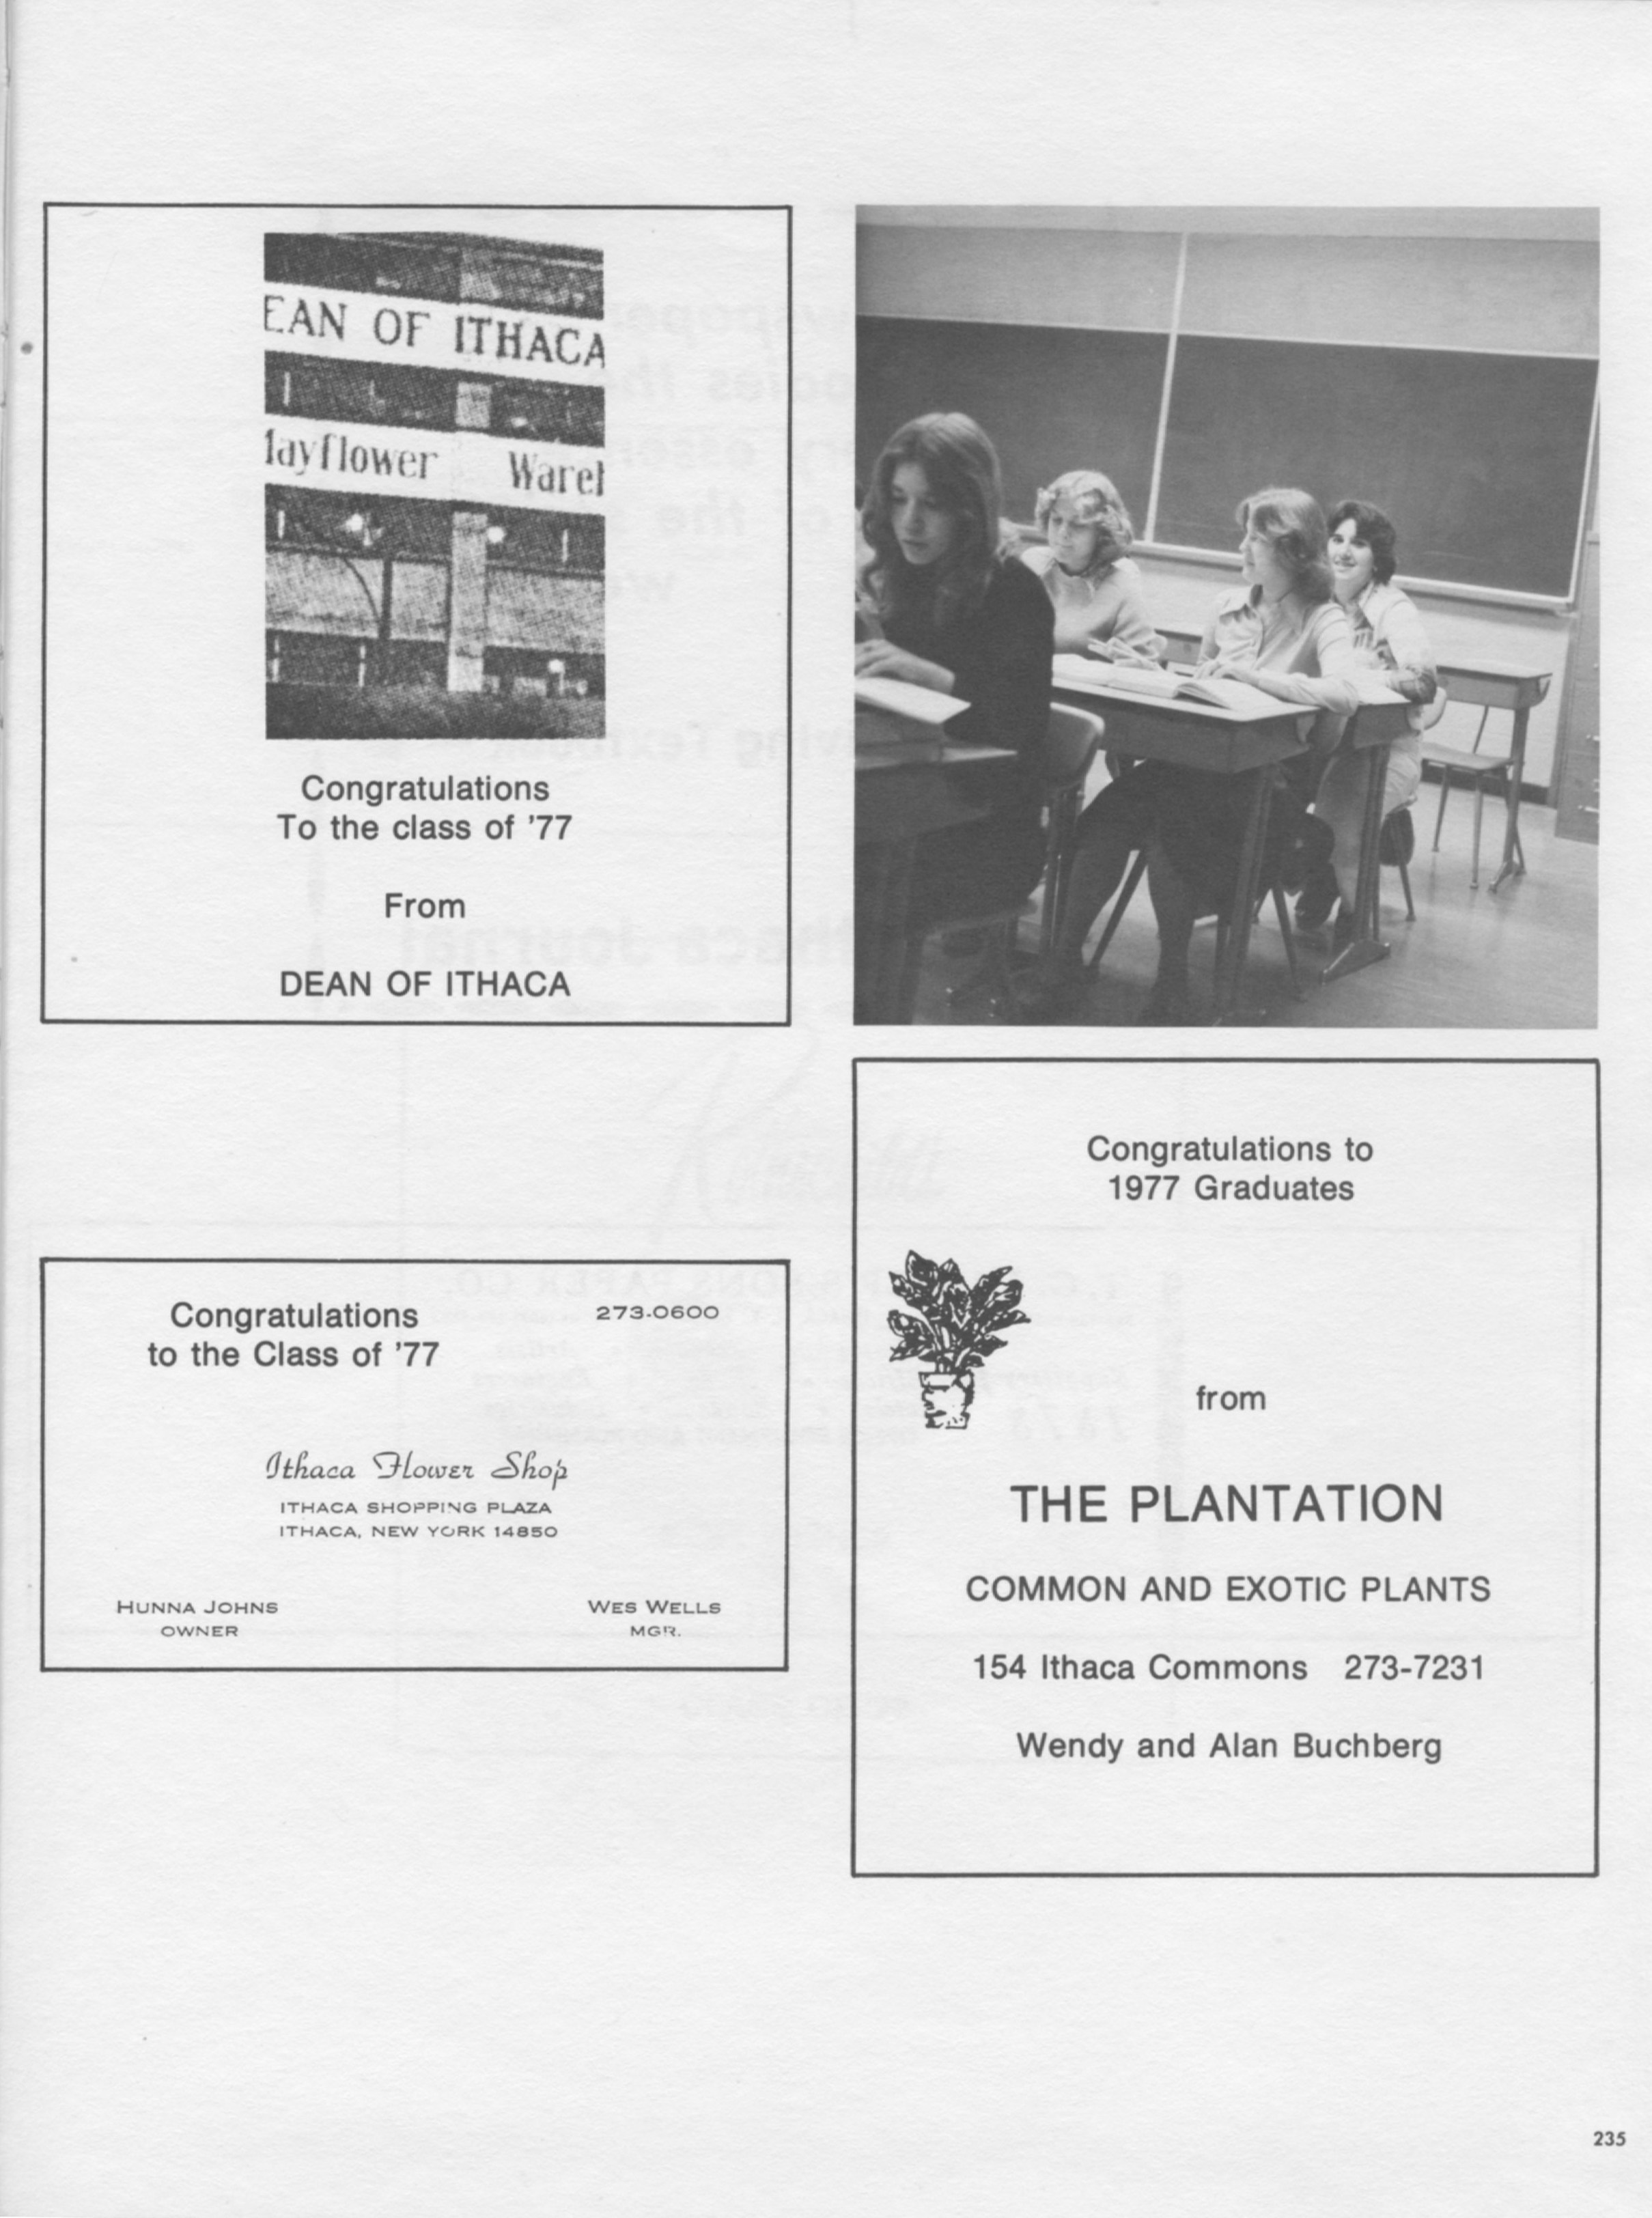 EAN OF ITHACA
layflower Wareh
Congratulations
To the class of '77
From
DEAN OF ITHACA
Congratulations to
1977 Graduates
from
THE PLANTATION
COMMON AND EXOTIC PLANTS
154 Ithaca Commons 273-7231
Wendy and Alan Buchberg
Congratulations 273-0600
to the Class of '77
Ithaca Flower Shop
ITHACA SHOPPING PLAZA
ITHACA, NEW YORK 14850
HUNNA JOHNS WES WELLS
OWNER MGR.
235